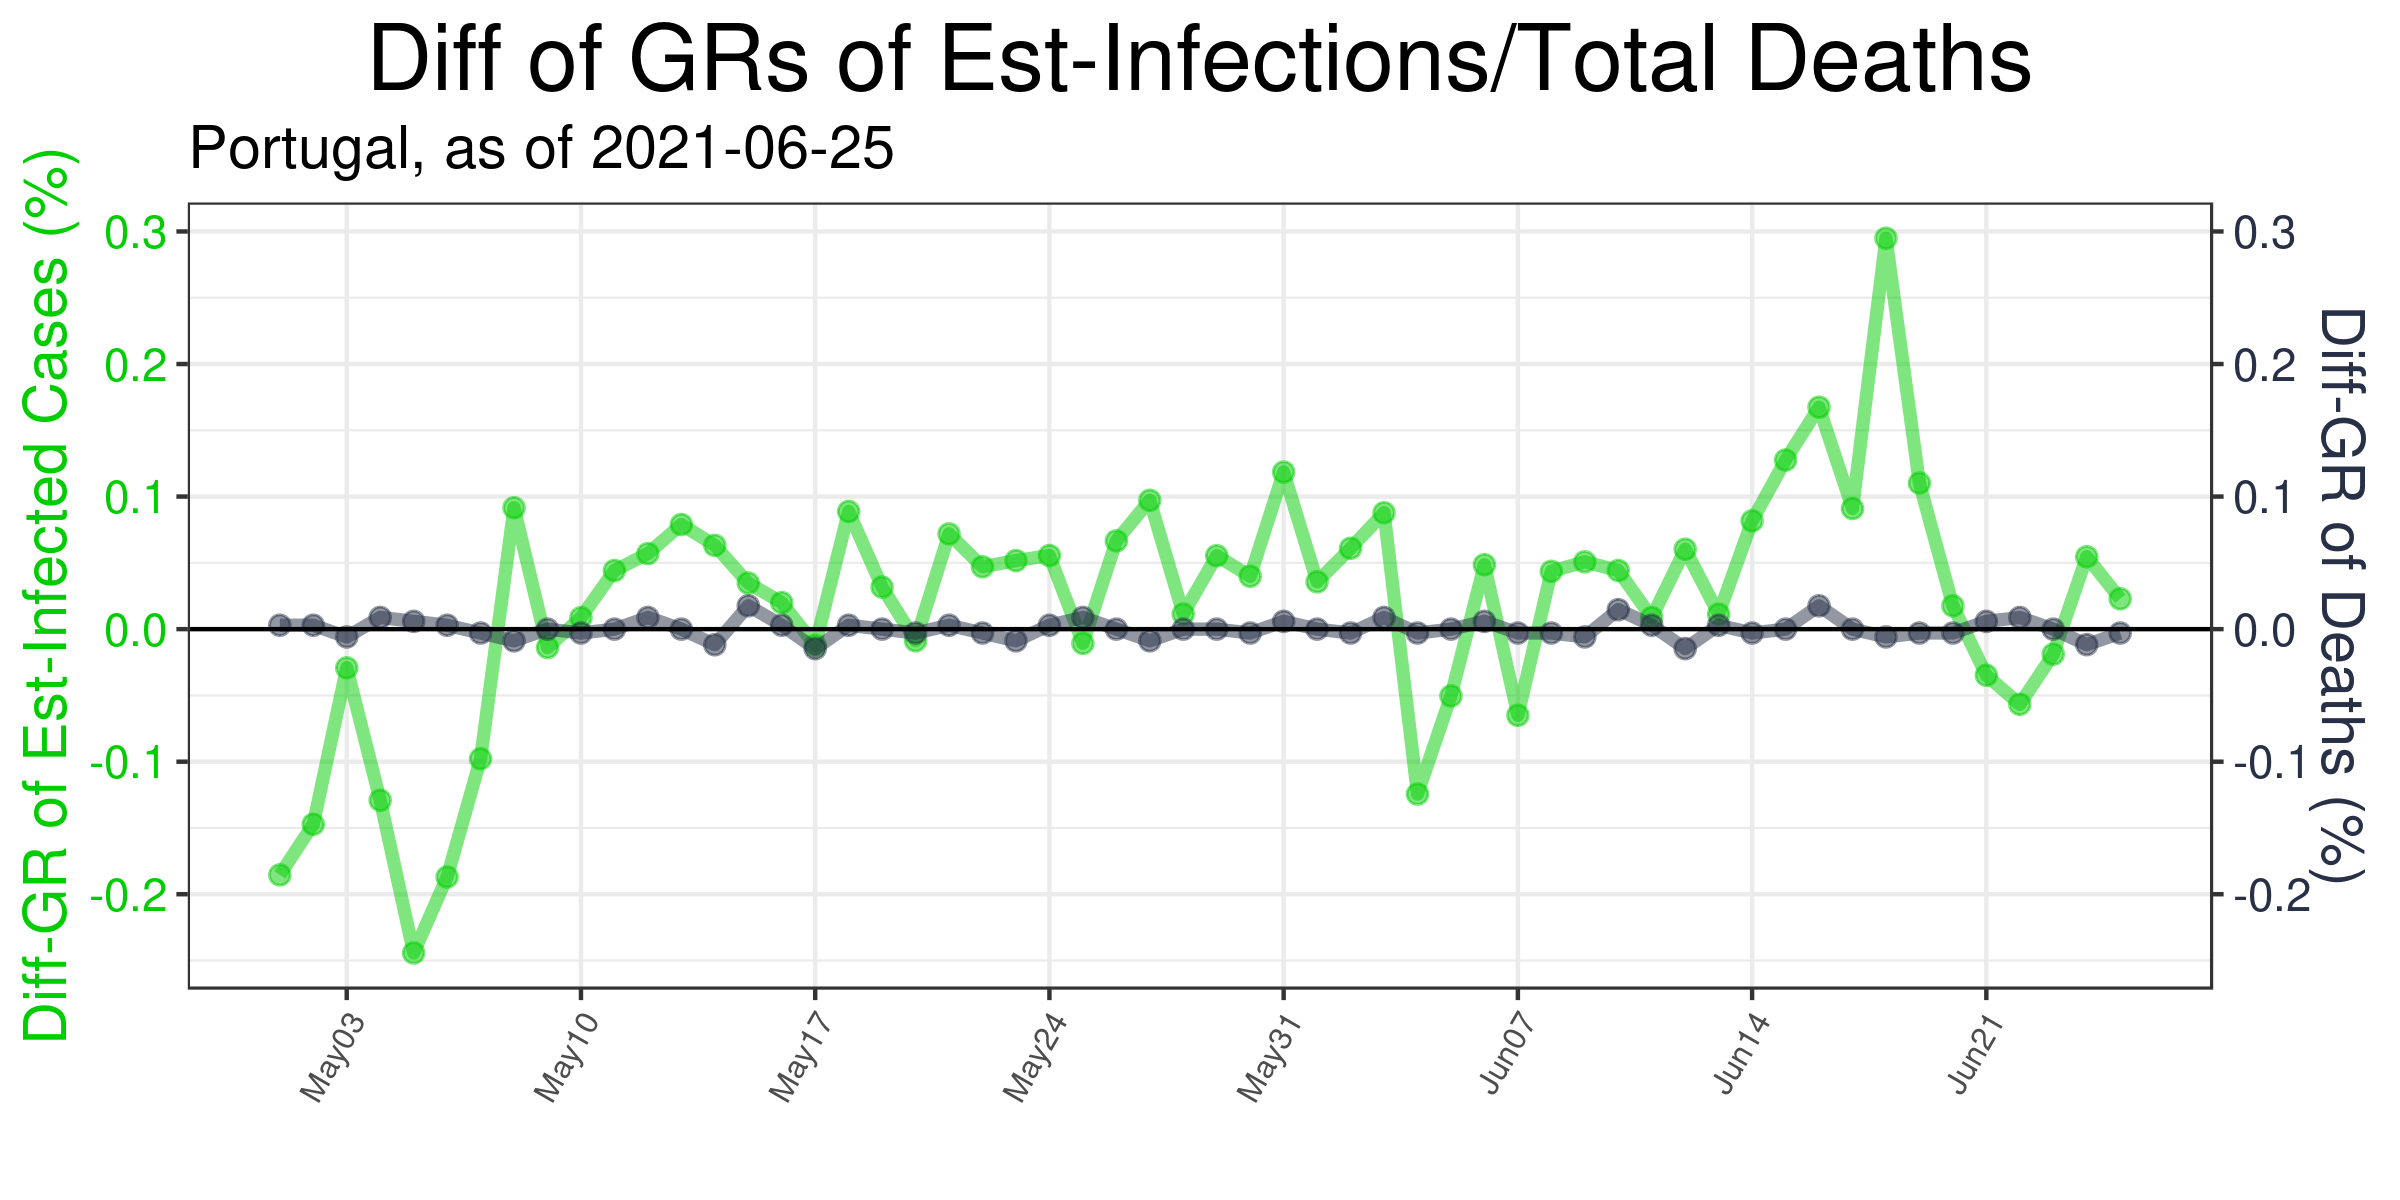 Diff of GRs of Est-Infections/Total Deaths
Portugal, as of 2021-06-25
Diff-GR of Est-Infected Cases (%)
0.3
0.2
0.1
0.0
-0.1
-0.2
0.3
0.2
0.1
0.0
-0.1
-0.2
Diff-GR of Deaths (%)
May03
May10
May17
May24
May31
Jun07
Jun14
Jun21